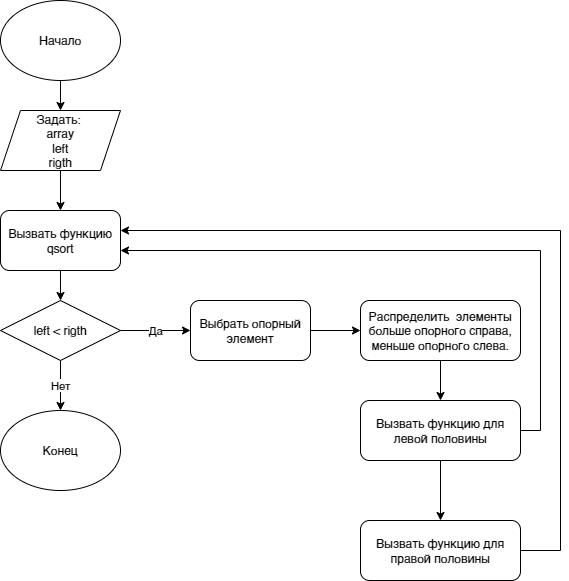 Начало
Задать:
array
left
rigth
Вызвать функцию
qsort
left < rigth
Да
Выбрать опорный
элемент
Распределить элементы
больше опорного справа,
меньше опорного слева.
Нет
Вызвать функцию для
левой половины
Конец
Вызвать функцию для
правой половины